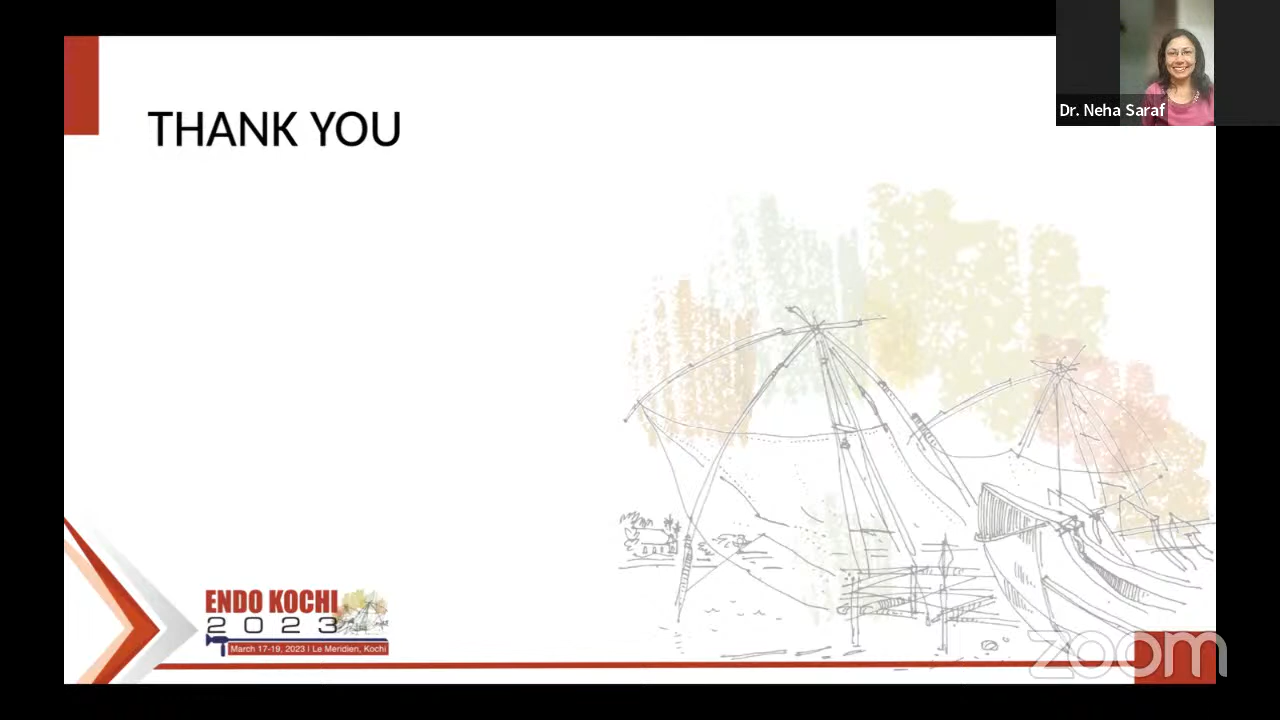 THANK YOU
Dr. Neha Saraf
ENDO KOCHI
2023
March 17-19, 2023 I Le Meridien, Kochi
zoom